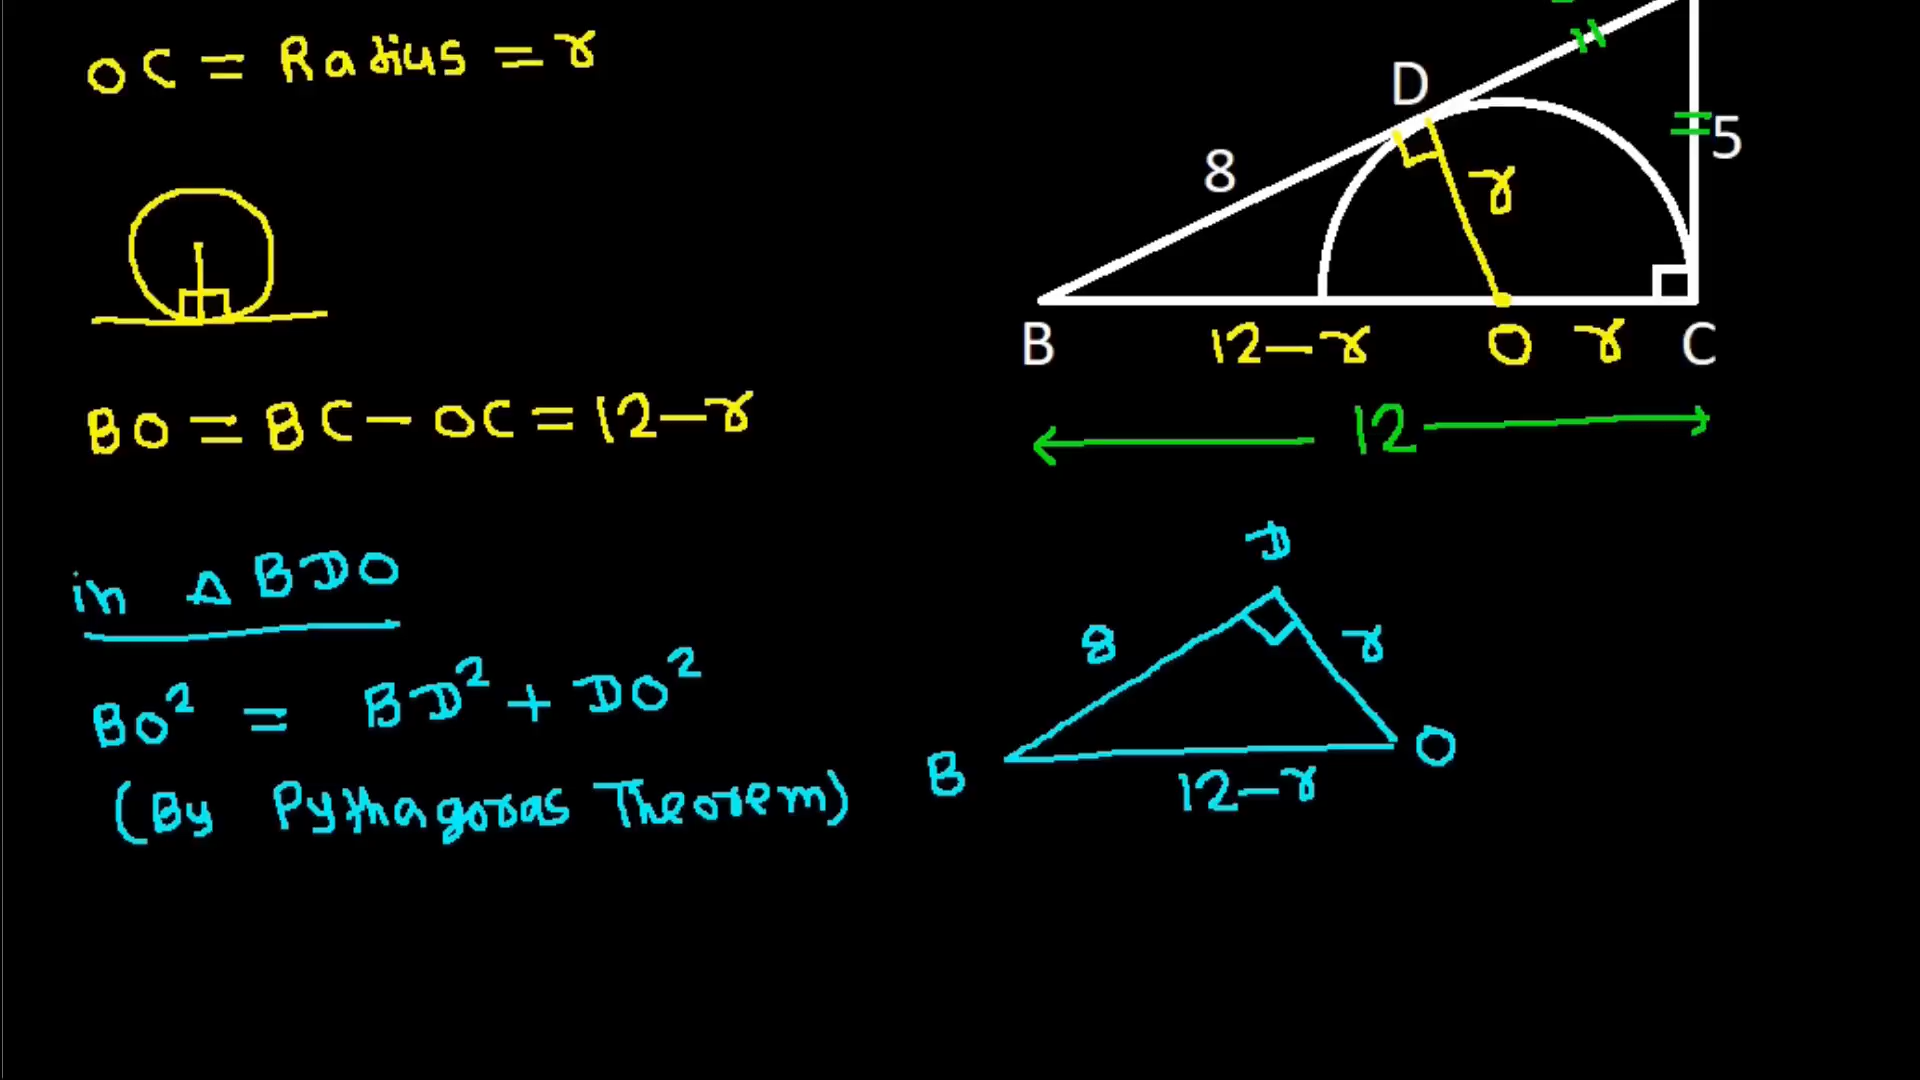 OC = Radius = r
D
8
r
5
B
12-r
O
r
C
BO = BC - OC = 12-r
12
in Δ BDO
D
8
r
BO² = BD² + DO²
B
O
12-r
(By Pythagoras Theorem)